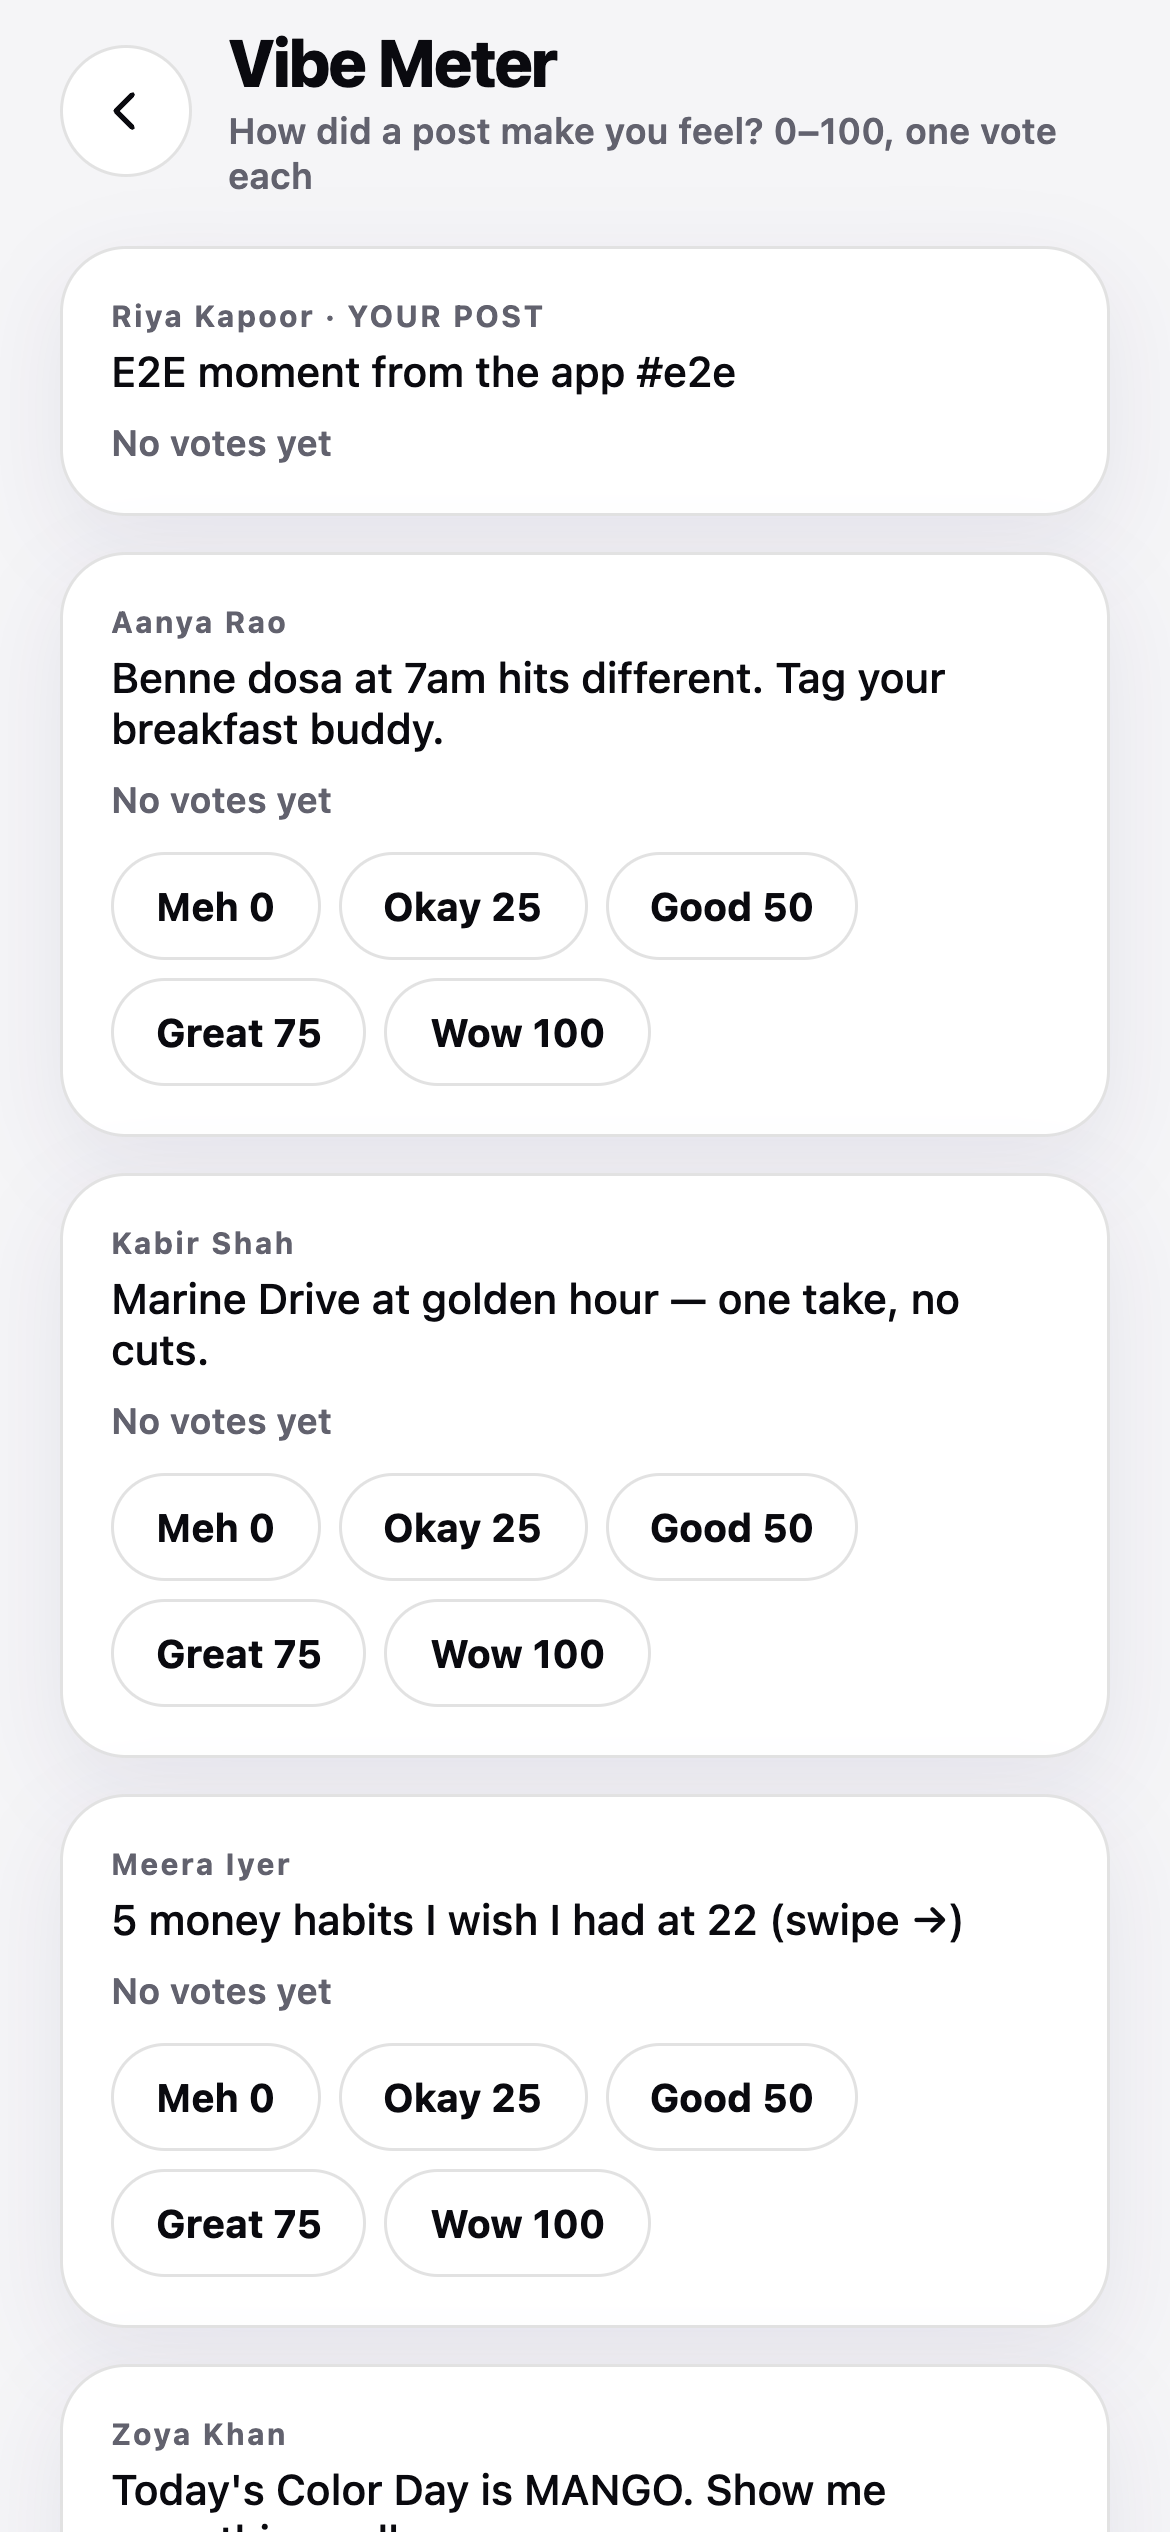 Vibe Meter
How did a post make you feel? 0–100, one vote
each
Riya Kapoor · YOUR POST
E2E moment from the app #e2e
No votes yet
Aanya Rao
Benne dosa at 7am hits different. Tag your
breakfast buddy.
No votes yet
Meh 0
Okay 25
Good 50
Great 75
Wow 100
Kabir Shah
Marine Drive at golden hour — one take, no
cuts.
No votes yet
Meh 0
Okay 25
Good 50
Great 75
Wow 100
Meera Iyer
5 money habits I wish I had at 22 (swipe →)
No votes yet
Meh 0
Okay 25
Good 50
Great 75
Wow 100
Zoya Khan
Today's Color Day is MANGO. Show me